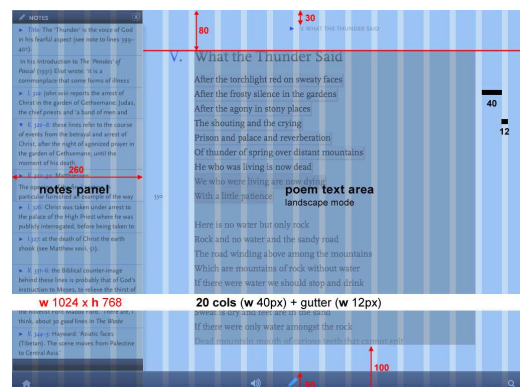 NOTES
Title The 'Thunder' is the voice of God
in his fearful aspect (see note to lines 399–
401).
In his introduction to The 'Pensées' of
Pascal (1931) Eliot wrote: 'it is a
commonplace that some forms of illness
l. 322 John xviii reports the arrest of
Christ in the garden of Gethsemane. Judas,
the chief priests and 'a band of men and
ll. 322–8: these lines refer to the course
of events from the betrayal and arrest of
Christ, after the night of agonized prayer in
the garden of Gethsemane, until the
moment of his death.
260
The
notes panel
particular furnished an example of the way
l. 326: Christ was taken under arrest to
the palace of the High Priest where he was
publicly interrogated, before being taken to
l.327: at the death of Christ the earth
shook (see Matthew xxvii. 51).
ll. 331–6: the Biblical counter-image
behind these lines is probably that of God's
instruction to Moses, to relieve the thirst of
w 1024 x h 768
think, about 30 good lines in The Waste
ll. 344–5: Hayward: 'Asiatic faces
(Tibetan). The scene moves from Palestine
to Central Asia.'
30
80
V. WHAT THE THUNDER SAID
V. What the Thunder Said
After the torchlight red on sweaty faces
After the frosty silence in the gardens
After the agony in stony places
The shouting and the crying
Prison and palace and reverberation
Of thunder of spring over distant mountains
He who was living is now dead
We who were living are now dying
330 With a little patience
poem text area
landscape mode
Here is no water but only rock
Rock and no water and the sandy road
The road winding above among the mountains
Which are mountains of rock without water
If there were water we should stop and drink
20 cols (w 40px) + gutter (w 12px)
Sweat is dry and feet are in the sand
If there were only water amongst the rock
Dead mountain mouth of carious teeth that cannot spit
100
40
12